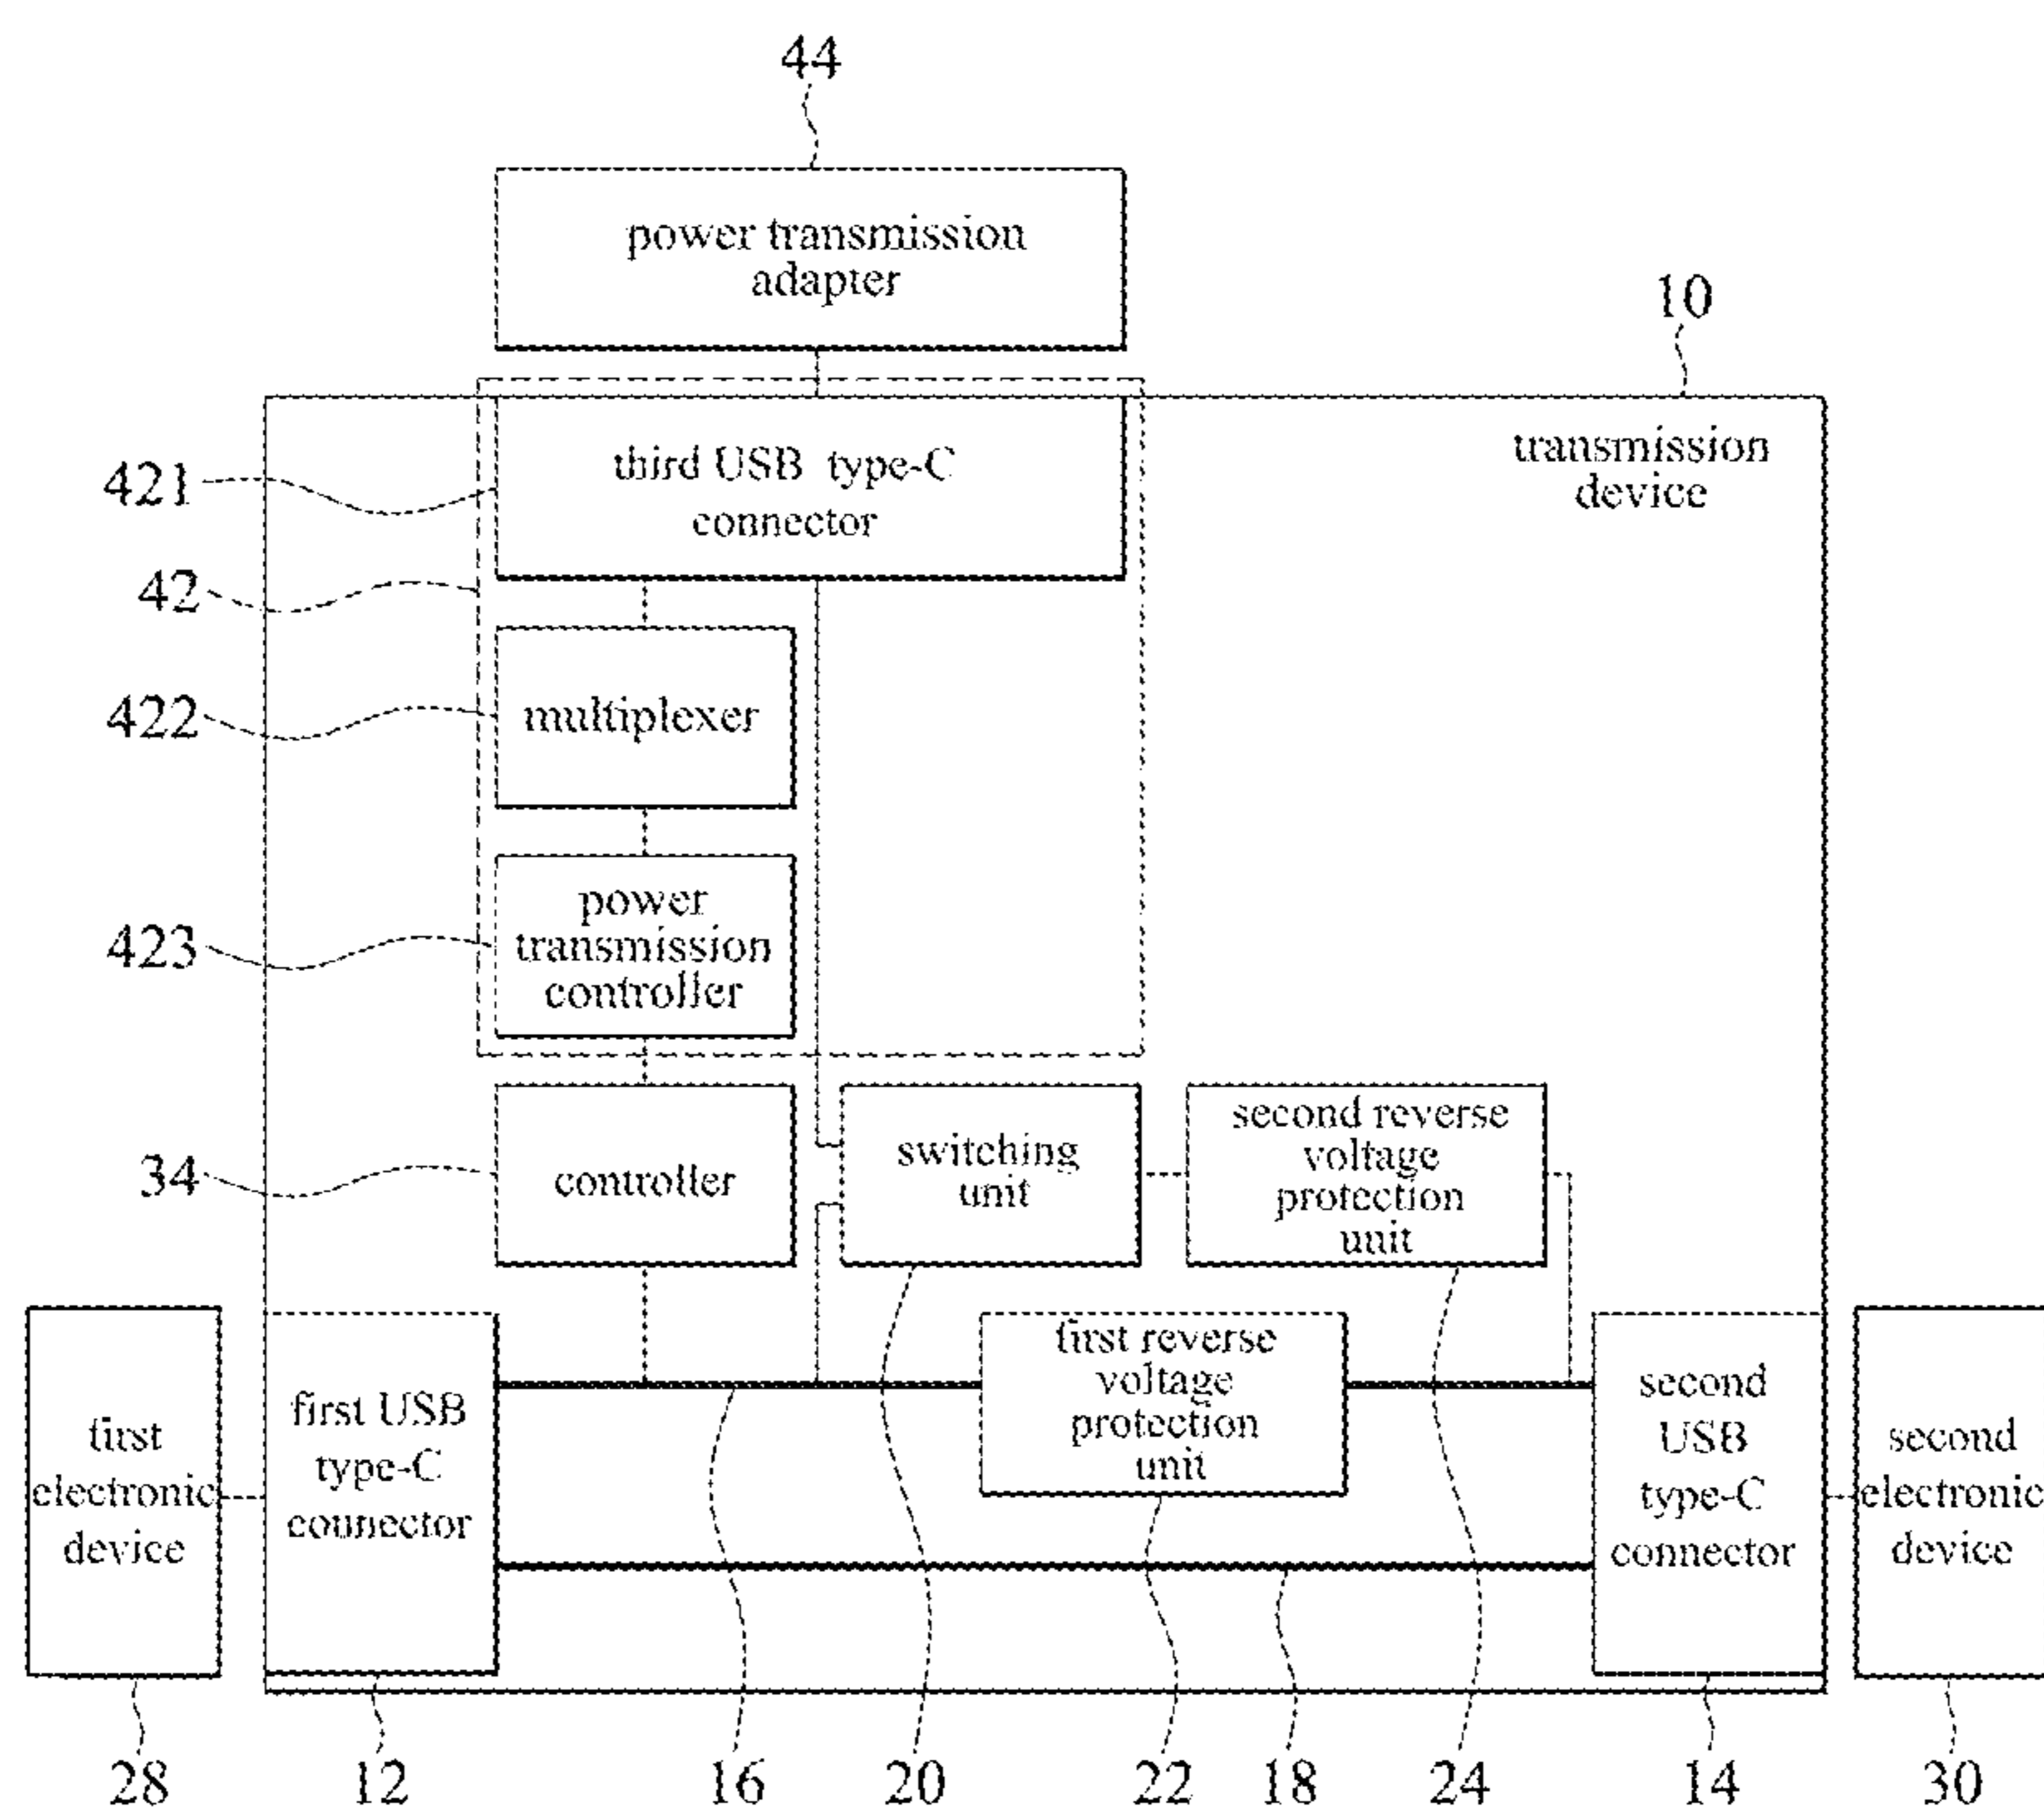 44
power transmission
adapter
10
transmission
device
421
third USB type-C
connector
42
422
multiplexer
423
power
transmission
controller
34
controller
switching
unit
second reverse
voltage
protection
unit
first
electronic
device
first USB
type-C
connector
first reverse
voltage
protection
unit
second
USB
type-C
connector
second
electronic
device
28
12
16
20
22
18
24
14
30